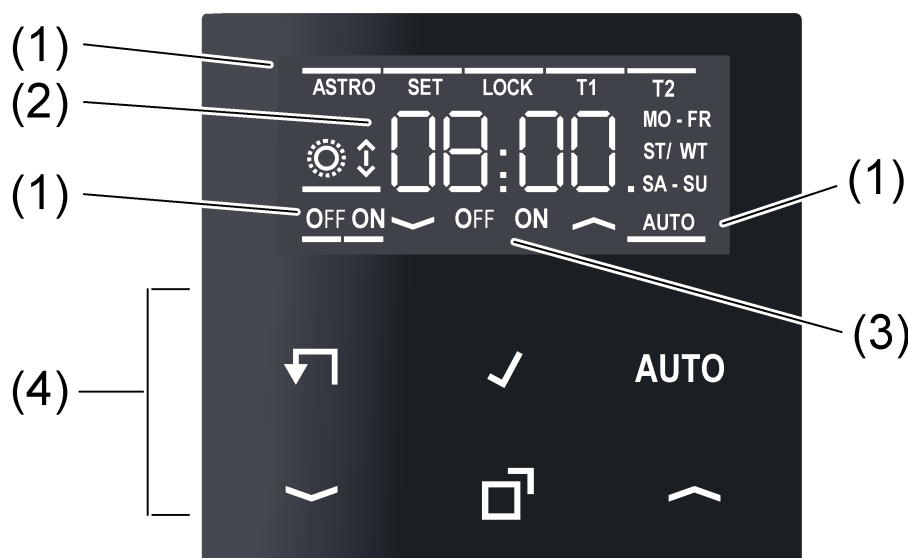 (1)
ASTRO SET LOCK T1 T2
(2)
08:00.
MO - FR
ST/ WT
SA - SU
(1)
OFF ON OFF ON AUTO
(1)
(3)
(4)
AUTO